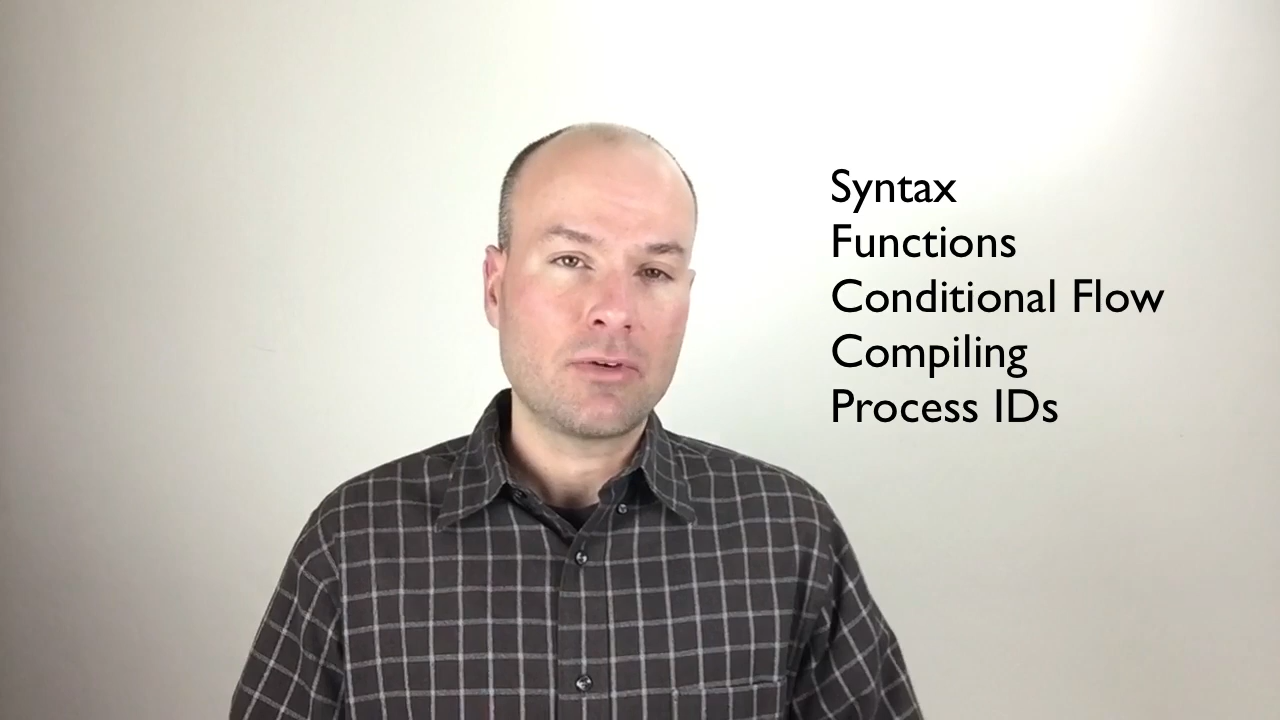 Syntax
Functions
Conditional Flow
Compiling
Process IDs